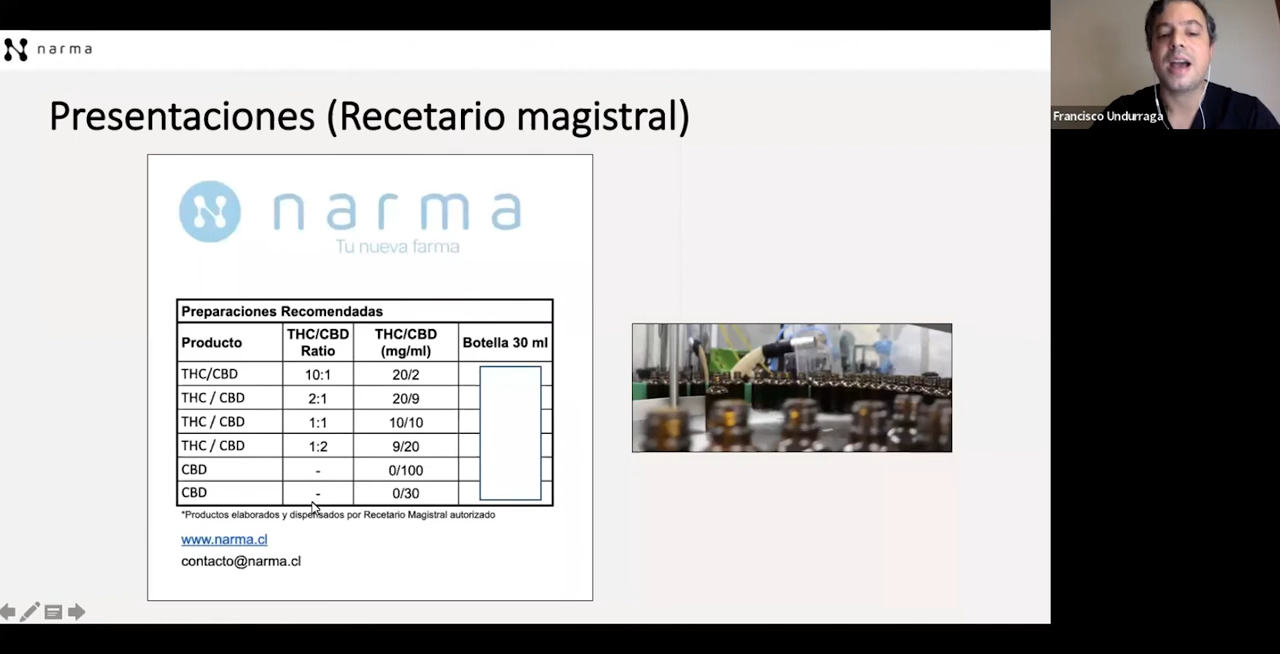 narma
Francisco Undurraga
Presentaciones (Recetario magistral)
narma
Tu nueva farma
Preparaciones Recomendadas
Producto THC/CBD Ratio THC/CBD (mg/ml) Botella 30 ml
THC/CBD 10:1 20/2
THC / CBD 2:1 20/9
THC / CBD 1:1 10/10
THC / CBD 1:2 9/20
CBD - 0/100
CBD - 0/30
*Productos elaborados y dispensados por Recetario Magistral autorizado
www.narma.cl
contacto@narma.cl